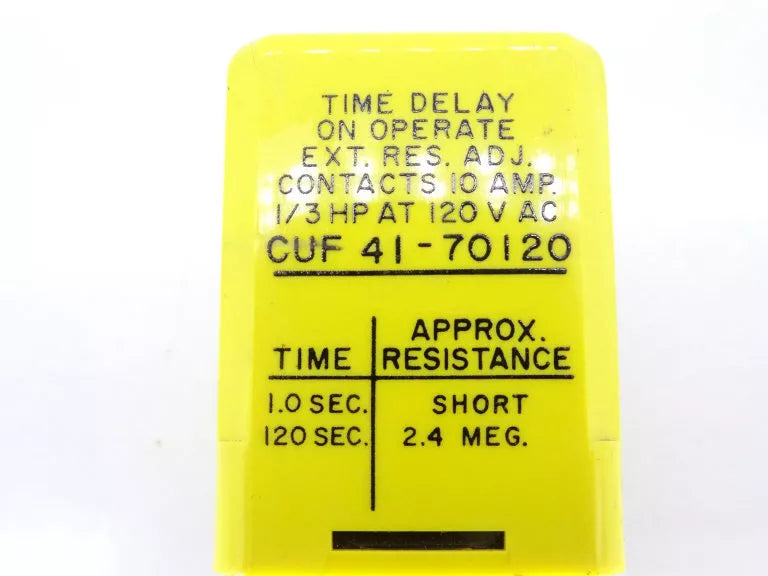 TIME DELAY
ON OPERATE
EXT. RES. ADJ.
CONTACTS 10 AMP.
1/3 HP AT 120 V AC
CUF 41-70120
TIME APPROX. RESISTANCE
1.0 SEC. SHORT
120 SEC. 2.4 MEG.